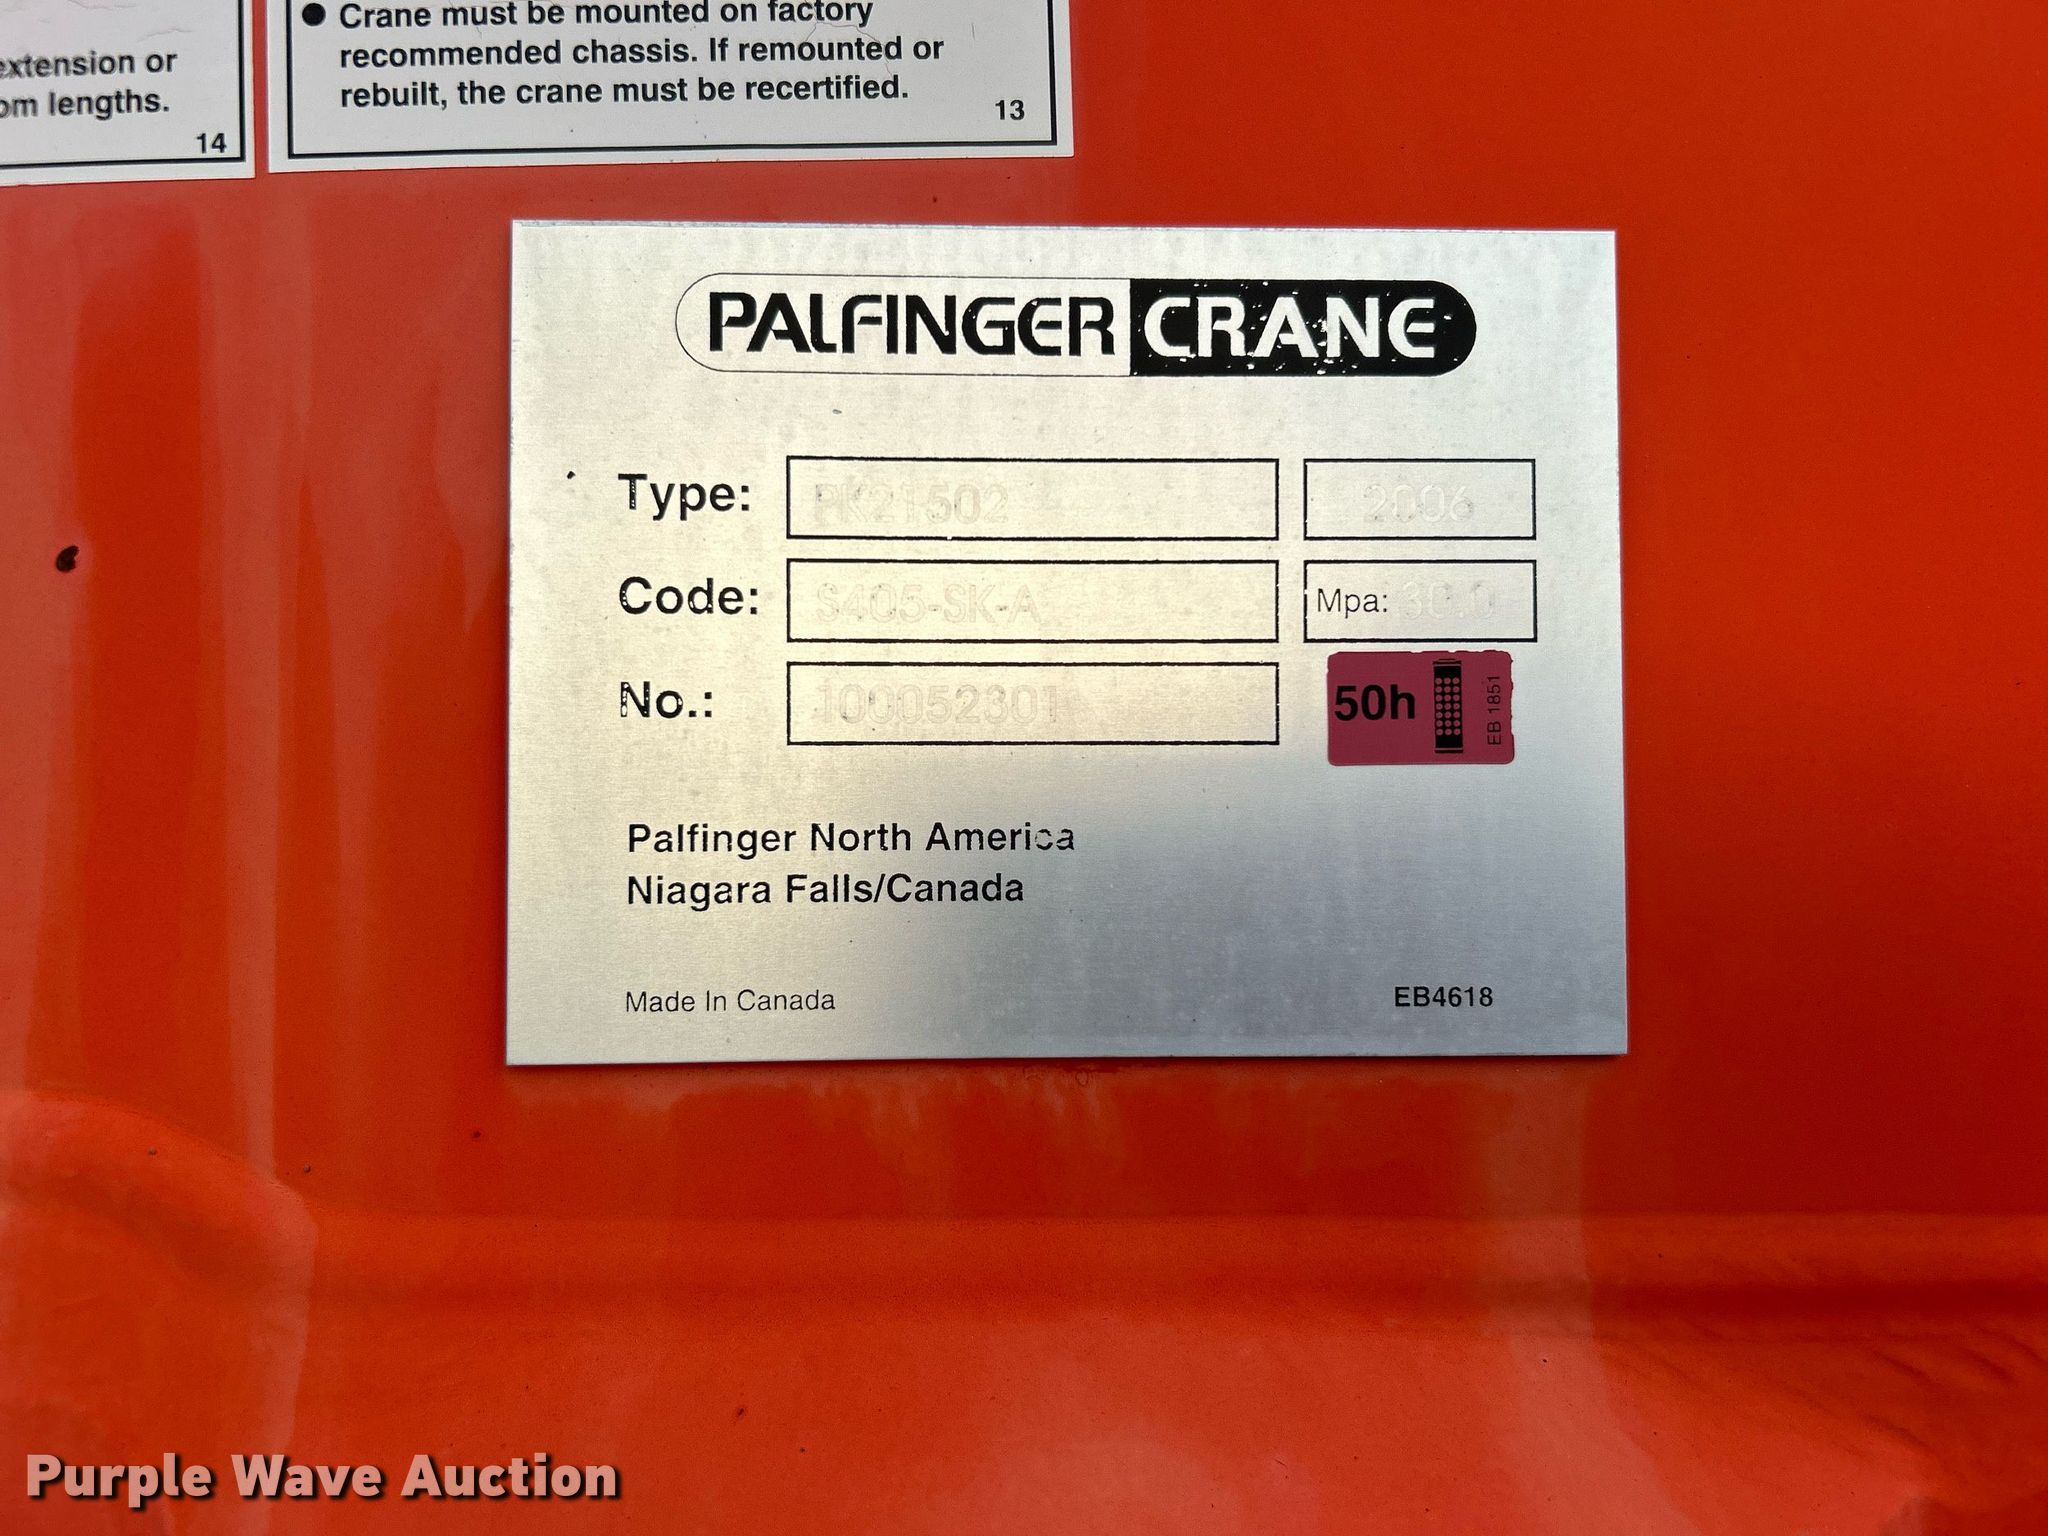 extension or
om lengths.
14
● Crane must be mounted on factory
recommended chassis. If remounted or
rebuilt, the crane must be recertified.
13
PALFINGER CRANE
Type: PK21502 2006
Code: S405-SK-A Mpa: 30.0
No.: 100052301
50h EB 1851
Palfinger North America
Niagara Falls/Canada
Made In Canada EB4618
Purple Wave Auction